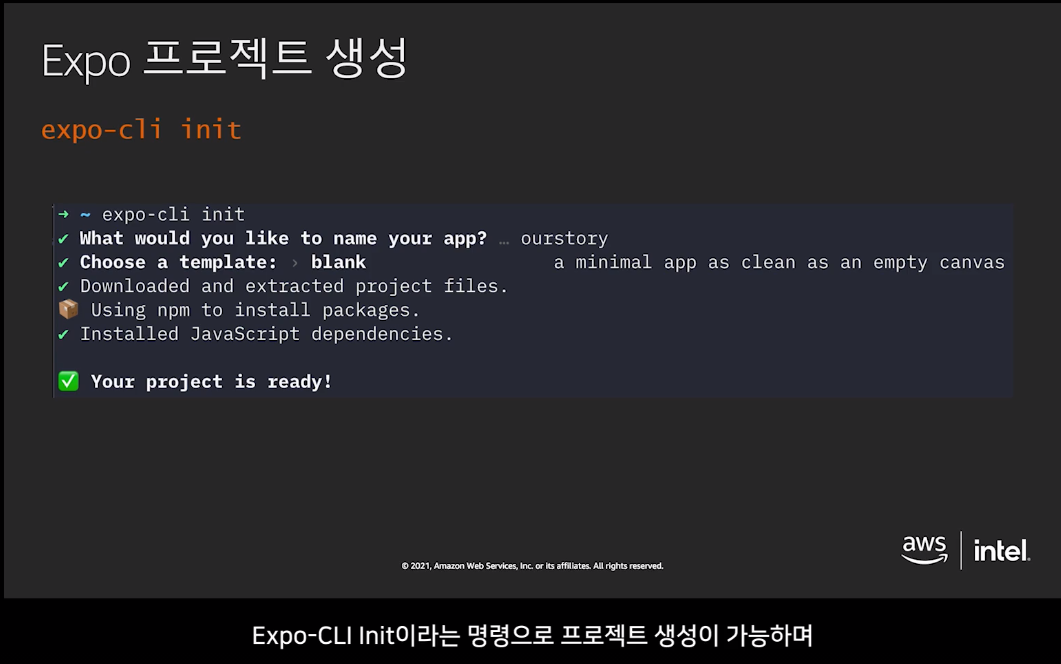 Expo 프로젝트 생성
expo-cli init
➜ ~ expo-cli init
✔ What would you like to name your app? … ourstory
✔ Choose a template: › blank a minimal app as clean as an empty canvas
✔ Downloaded and extracted project files.
📦 Using npm to install packages.
✔ Installed JavaScript dependencies.
✅ Your project is ready!
aws | intel.
© 2021, Amazon Web Services, Inc. or its affiliates. All rights reserved.
Expo-CLI Init이라는 명령으로 프로젝트 생성이 가능하며